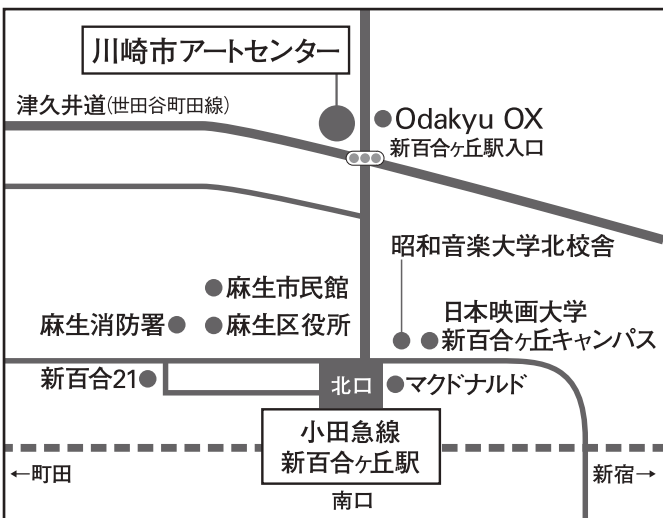 川崎市アートセンター
津久井道(世田谷町田線)
Odakyu OX
新百合ヶ丘駅入口
昭和音楽大学北校舎
麻生市民館
麻生消防署
麻生区役所
日本映画大学
新百合ヶ丘キャンパス
新百合21
北口
マクドナルド
小田急線
新百合ヶ丘駅
←町田
新宿→
南口